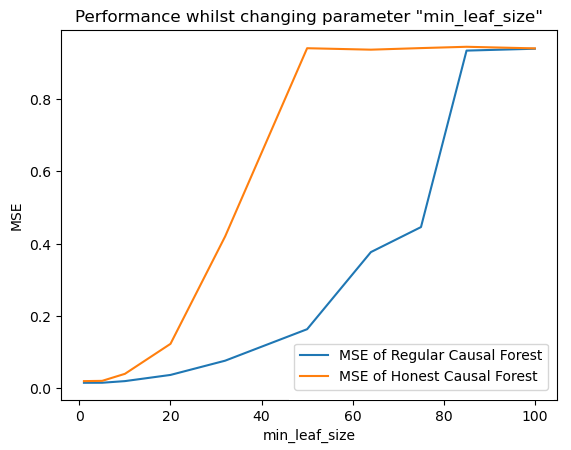 Performance whilst changing parameter "min_leaf_size"
MSE
0.8
0.6
0.4
0.2
0.0
MSE of Regular Causal Forest
MSE of Honest Causal Forest
0 20 40 60 80 100
min_leaf_size